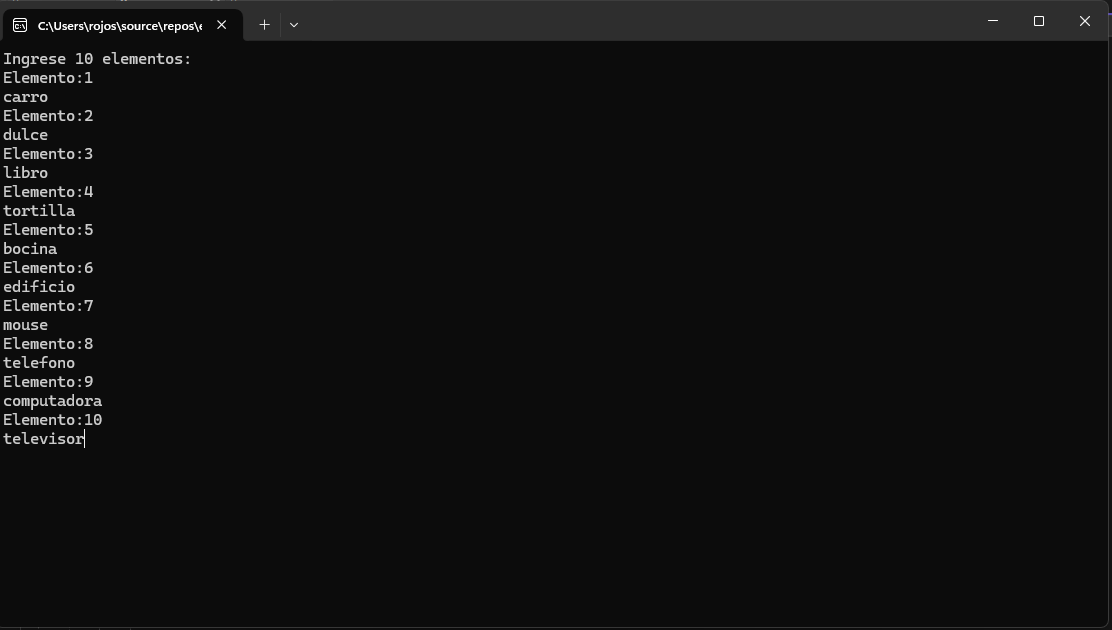 C:\Users\rojos\source\repos\e
Ingrese 10 elementos:
Elemento:1
carro
Elemento:2
dulce
Elemento:3
libro
Elemento:4
tortilla
Elemento:5
bocina
Elemento:6
edificio
Elemento:7
mouse
Elemento:8
telefono
Elemento:9
computadora
Elemento:10
televisor